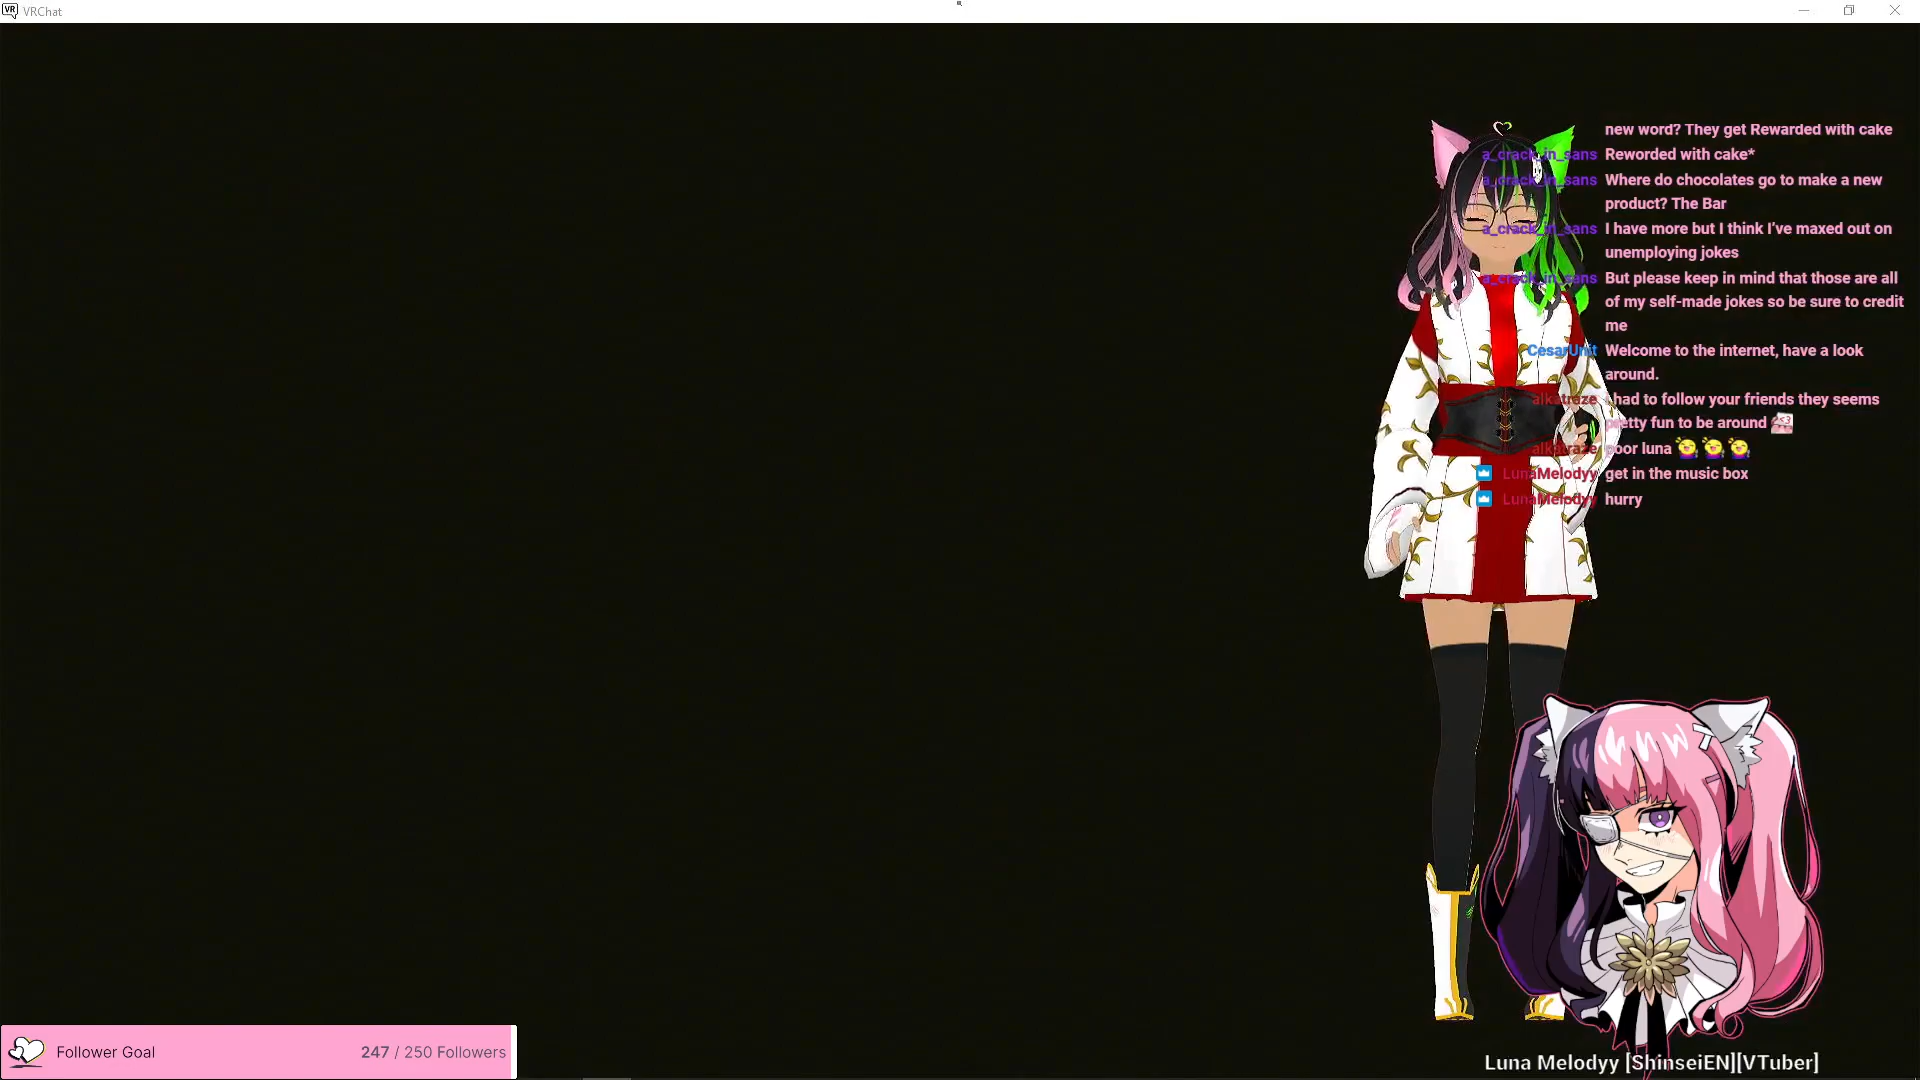 VRChat
new word? They get Rewarded with cake
a_crack_in_sans Reworded with cake*
a_crack_in_sans Where do chocolates go to make a new
product? The Bar
a_crack_in_sans I have more but I think I've maxed out on
unemploying jokes
a_crack_in_sans But please keep in mind that those are all
of my self-made jokes so be sure to credit
me
CesarUnit Welcome to the internet, have a look
around.
alkatraze i had to follow your friends they seems
pretty fun to be around
alkatraze poor luna
LunaMelodyy get in the music box
LunaMelodyy hurry
Follower Goal 247 / 250 Followers
Luna Melodyy [ShinseiEN][VTuber]